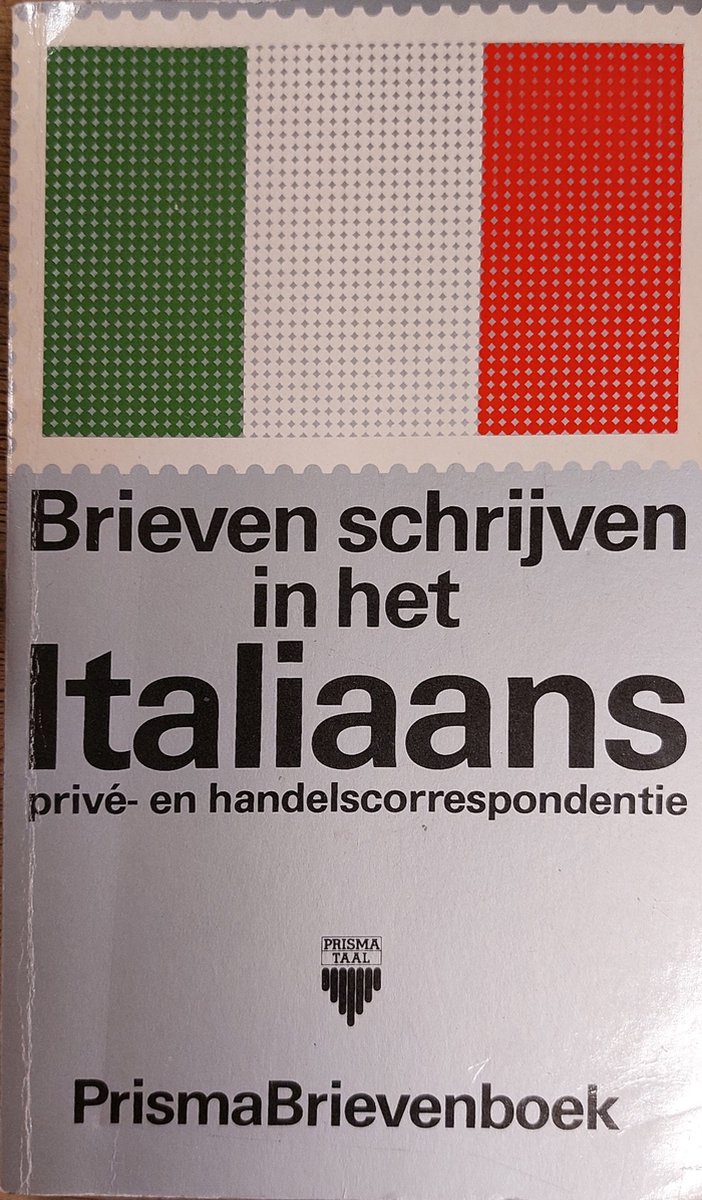 Brieven schrijven
in het
Italiaans
privé- en handelscorrespondentie
PRISMA
TAAL
PrismaBrievenboek